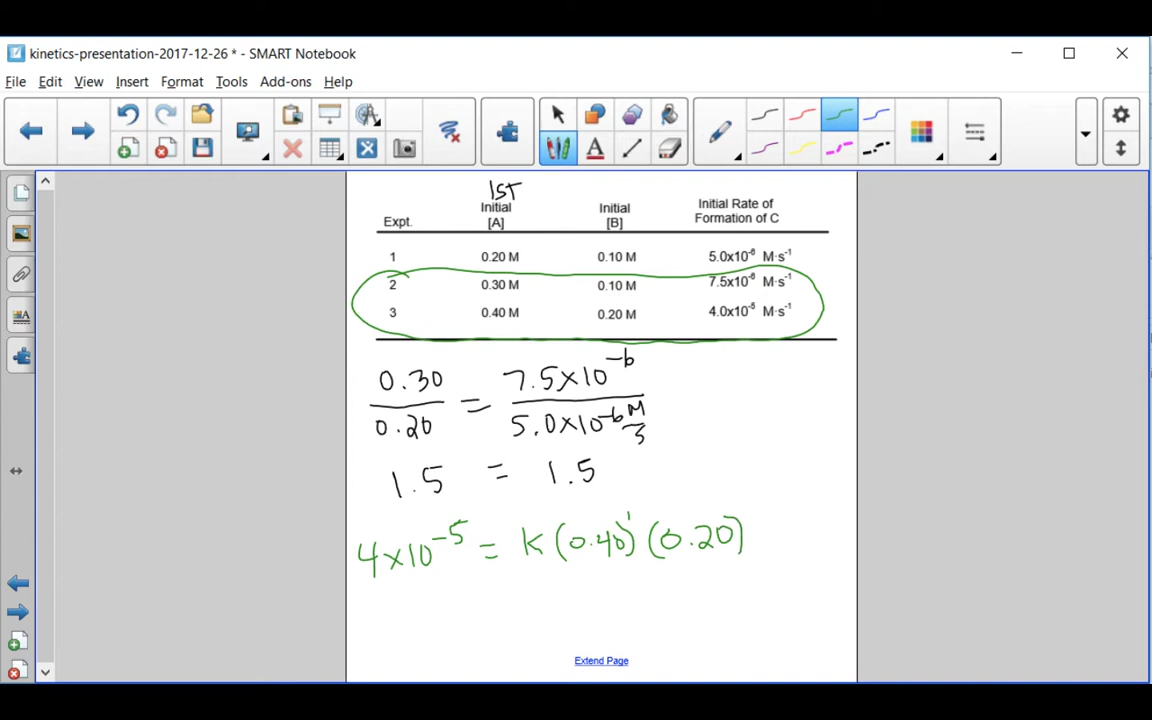 kinetics-presentation-2017-12-26 * - SMART Notebook
File Edit View Insert Format Tools Add-ons Help
1ST
Expt. Initial [A] Initial [B] Initial Rate of Formation of C
1 0.20 M 0.10 M 5.0x10⁻⁶ M·s⁻¹
2 0.30 M 0.10 M 7.5x10⁻⁶ M·s⁻¹
3 0.40 M 0.20 M 4.0x10⁻⁵ M·s⁻¹
0.30/0.20 = 7.5x10⁻⁶/5.0x10⁻⁶ M/s
1.5 = 1.5
4x10⁻⁵ = K(0.40)¹(0.20)
Extend Page